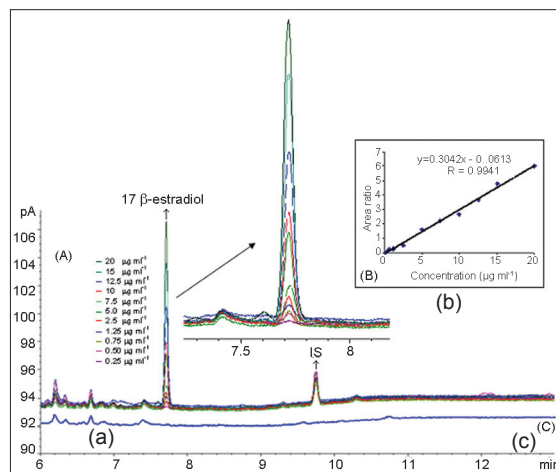 17 β-estradiol
pA
106
104
102
100
98
96
94
92
90
(A)
20 µg ml-1
15 µg ml-1
12.5 µg ml-1
10 µg ml-1
7.5 µg ml-1
5.0 µg ml-1
2.5 µg ml-1
1.25 µg ml-1
0.75 µg ml-1
0.50 µg ml-1
0.25 µg ml-1
7.5 8
IS
y=0.3042x - 0..0613
R = 0.9941
Area ratio
7
6
5
4
3
2
1
0
0 5 10 15 20
(B) Concentration (µg ml-1)
(b)
(a)
(c)
(C)
6 7 8 9 10 11 12 min